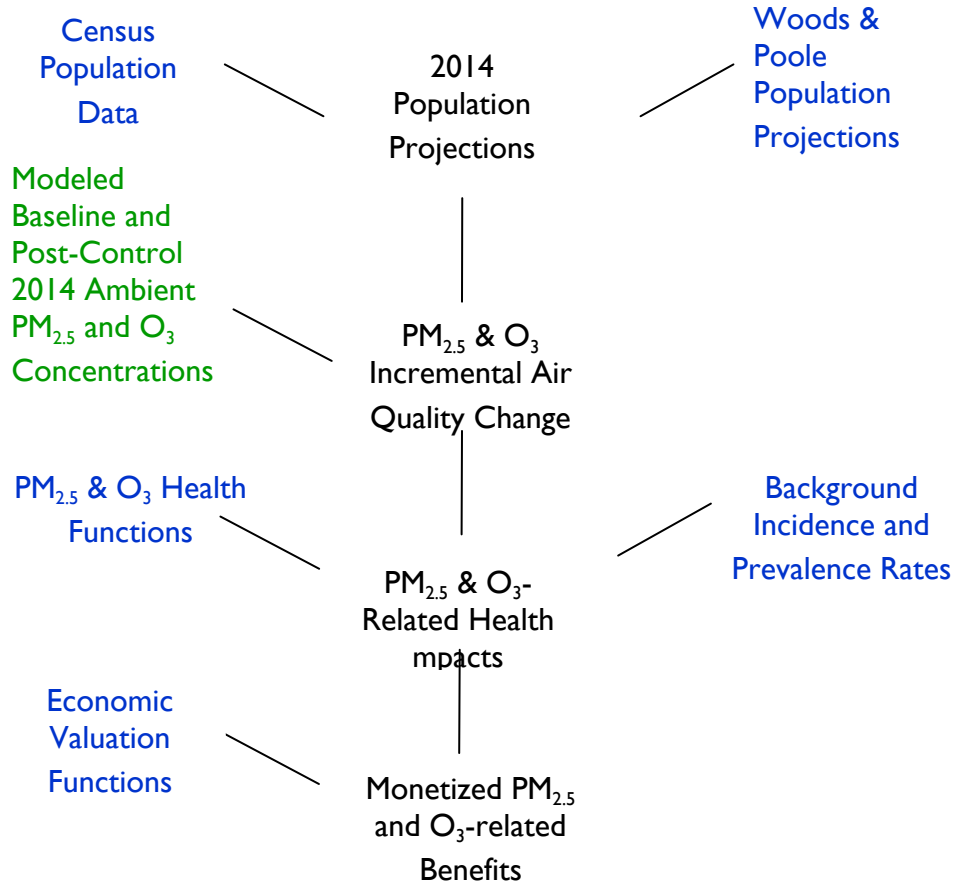 Census
Population
Data
2014
Population
Projections
Woods &
Poole
Population
Projections
Modeled
Baseline and
Post-Control
2014 Ambient
PM2.5 and O3
Concentrations
PM2.5 & O3
Incremental Air
Quality Change
PM2.5 & O3 Health
Functions
Background
Incidence and
Prevalence Rates
PM2.5 & O3-
Related Health
mpacts
Economic
Valuation
Functions
Monetized PM2.5
and O3-related
Benefits